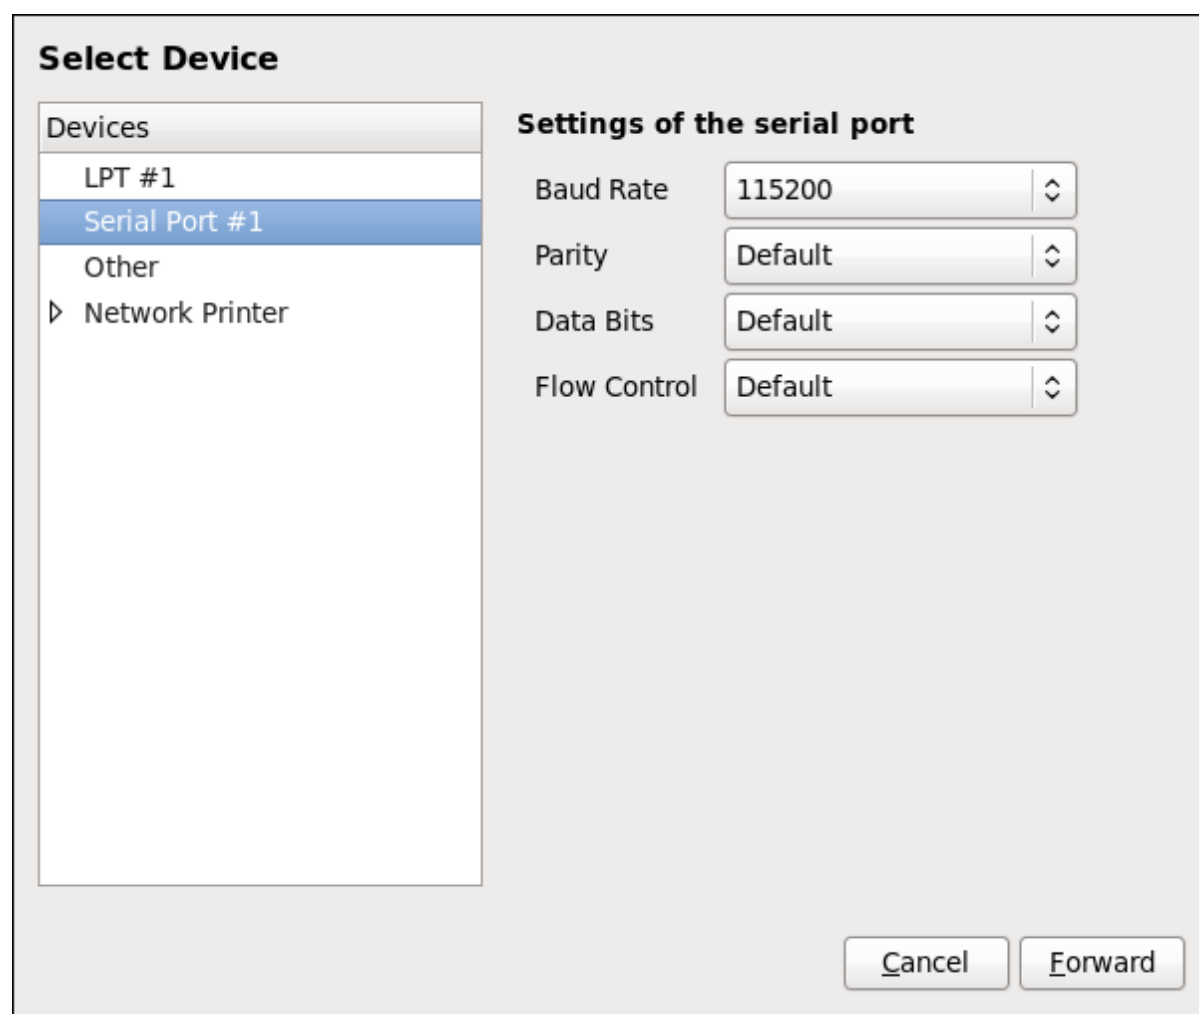 Select Device
Devices
LPT #1
Serial Port #1
Other
Network Printer
Settings of the serial port
Baud Rate 115200
Parity Default
Data Bits Default
Flow Control Default
Cancel Forward